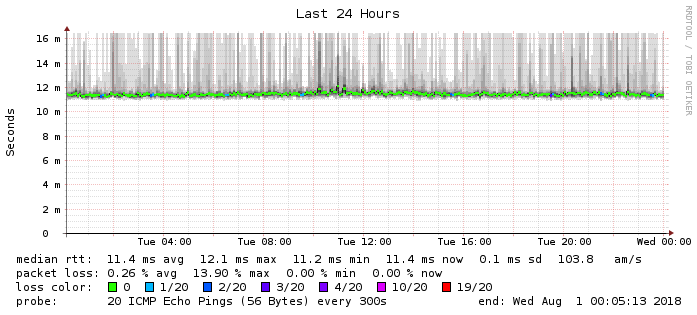 Last 24 Hours
RRDTOOL / TOBI OETIKER
Seconds
16 m
14 m
12 m
10 m
8 m
6 m
4 m
2 m
0
Tue 04:00 Tue 08:00 Tue 12:00 Tue 16:00 Tue 20:00 Wed 00:00
median rtt: 11.4 ms avg 12.1 ms max 11.2 ms min 11.4 ms now 0.1 ms sd 103.8 am/s
packet loss: 0.26 % avg 13.90 % max 0.00 % min 0.00 % now
loss color: 0 1/20 2/20 3/20 4/20 10/20 19/20
probe: 20 ICMP Echo Pings (56 Bytes) every 300s end: Wed Aug 1 00:05:13 2018